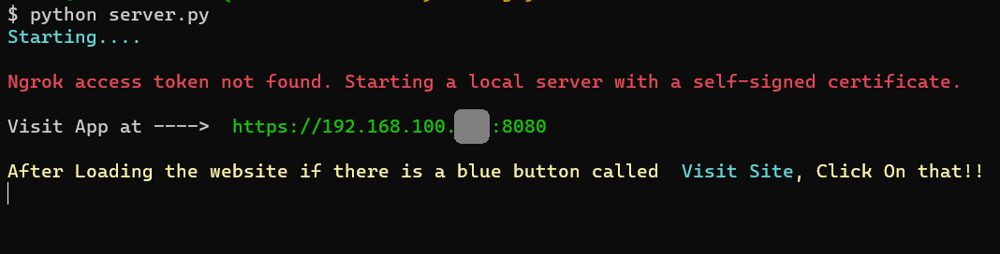 $ python server.py
Starting....
Ngrok access token not found. Starting a local server with a self-signed certificate.
Visit App at ----> https://192.168.100. :8080
After Loading the website if there is a blue button called Visit Site, Click On that!!